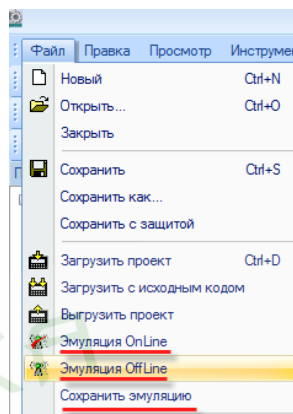 Файл Правка Просмотр
Новый Ctrl+N
Открыть... Ctrl+O
Закрыть
Сохранить Ctrl+S
Сохранить как...
Сохранить с защитой
Загрузить проект Ctrl+D
Загрузить с исходным кодом
Выгрузить проект
Эмуляция OnLine
Эмуляция OffLine
Сохранить эмуляцию